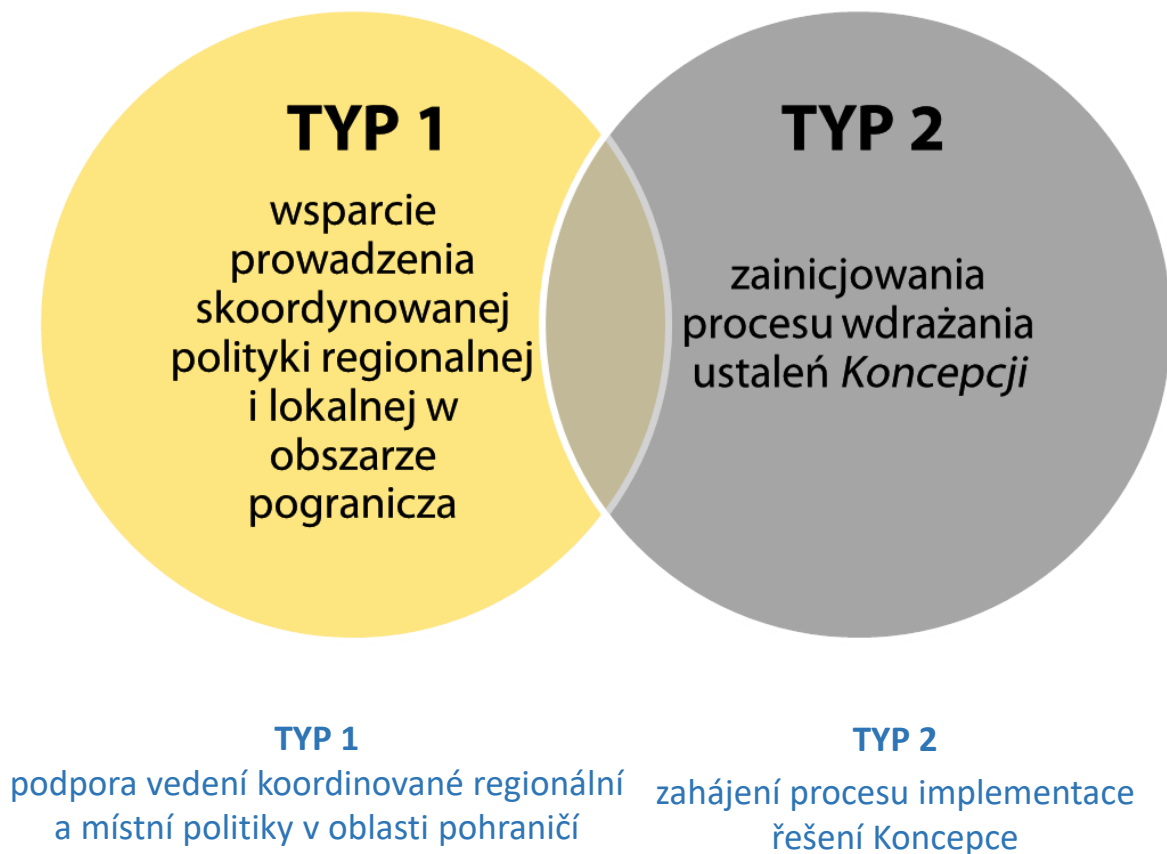 TYP 1
wsparcie
prowadzenia
skoordynowanej
polityki regionalnej
i lokalnej w
obszarze
pogranicza
TYP 2
zainicjowania
procesu wdrażania
ustaleń Koncepcji
TYP 1
podpora vedení koordinované regionální
a místní politiky v oblasti pohraničí
TYP 2
zahájení procesu implementace
řešení Koncepce